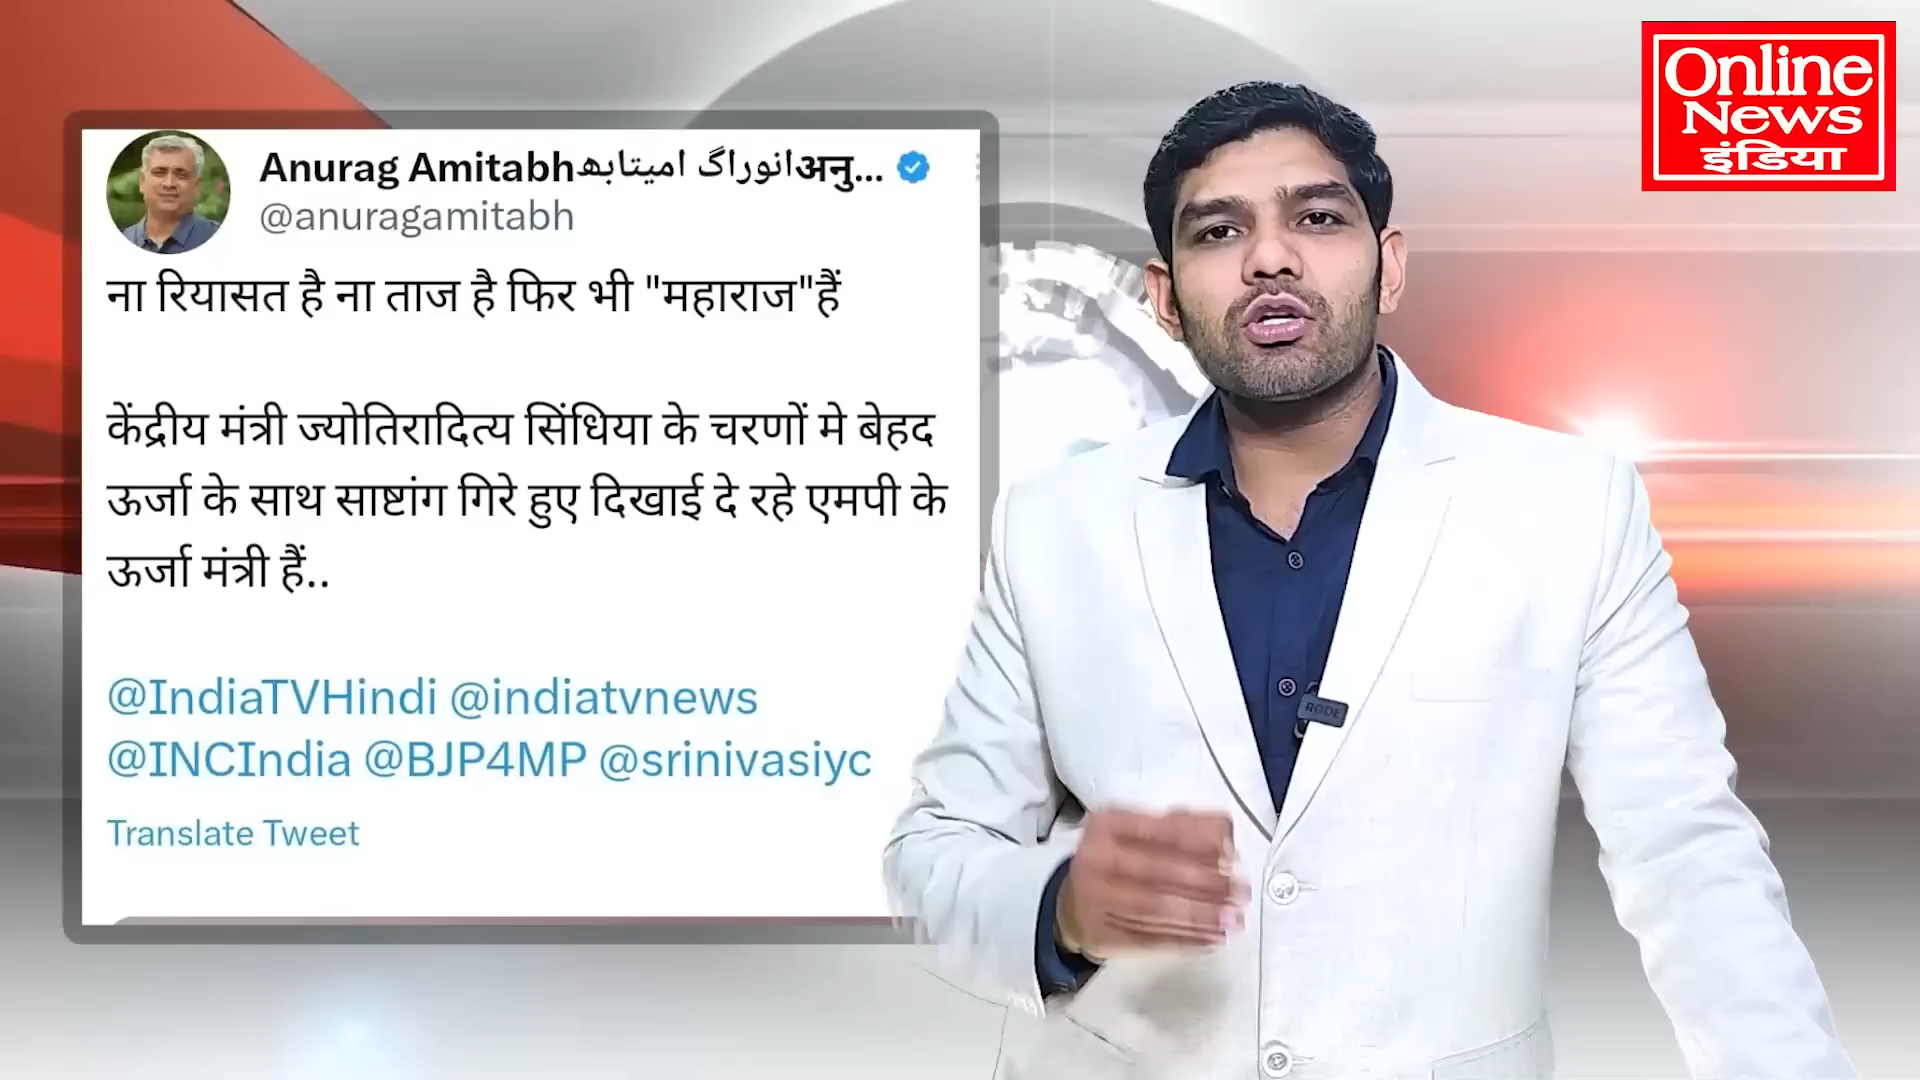 Anurag Amitabhانوراگ امیتابھअनु...
@anuragamitabh
ना रियासत है ना ताज है फिर भी "महाराज"हैं
केंद्रीय मंत्री ज्योतिरादित्य सिंधिया के चरणों मे बेहद
ऊर्जा के साथ साष्टांग गिरे हुए दिखाई दे रहे एमपी के
ऊर्जा मंत्री हैं..
@IndiaTVHindi @indiatvnews
@INCIndia @BJP4MP @srinivasiyc
Translate Tweet
Online
News
इंडिया
RODE